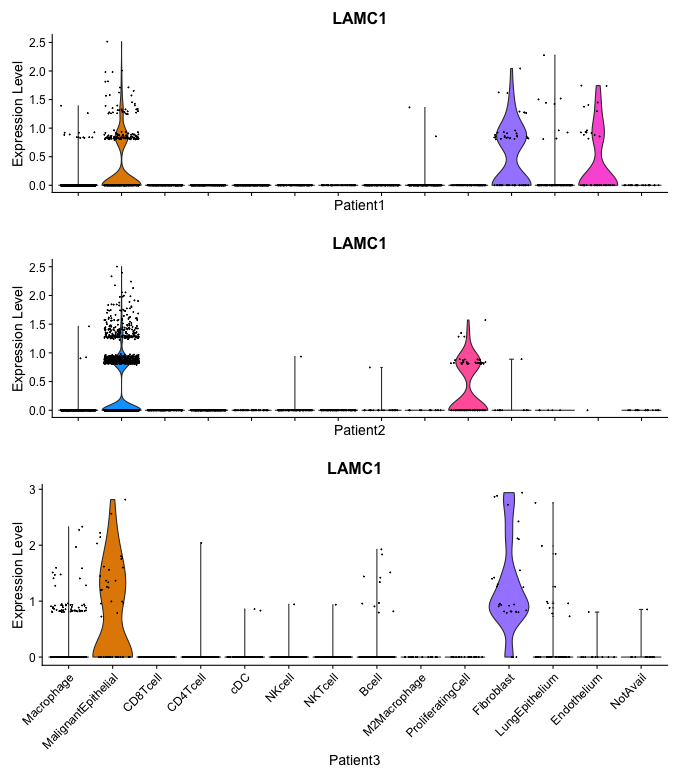 LAMC1
Expression Level
2.5
2.0
1.5
1.0
0.5
0.0
Patient1
LAMC1
Expression Level
2.5
2.0
1.5
1.0
0.5
0.0
Patient2
LAMC1
Expression Level
3
2
1
0
Macrophage
MalignantEpithelial
CD8Tcell
CD4Tcell
cDC
NKcell
NKTcell
Bcell
M2Macrophage
ProliferatingCell
Fibroblast
LungEpithelium
Endothelium
NotAvail
Patient3